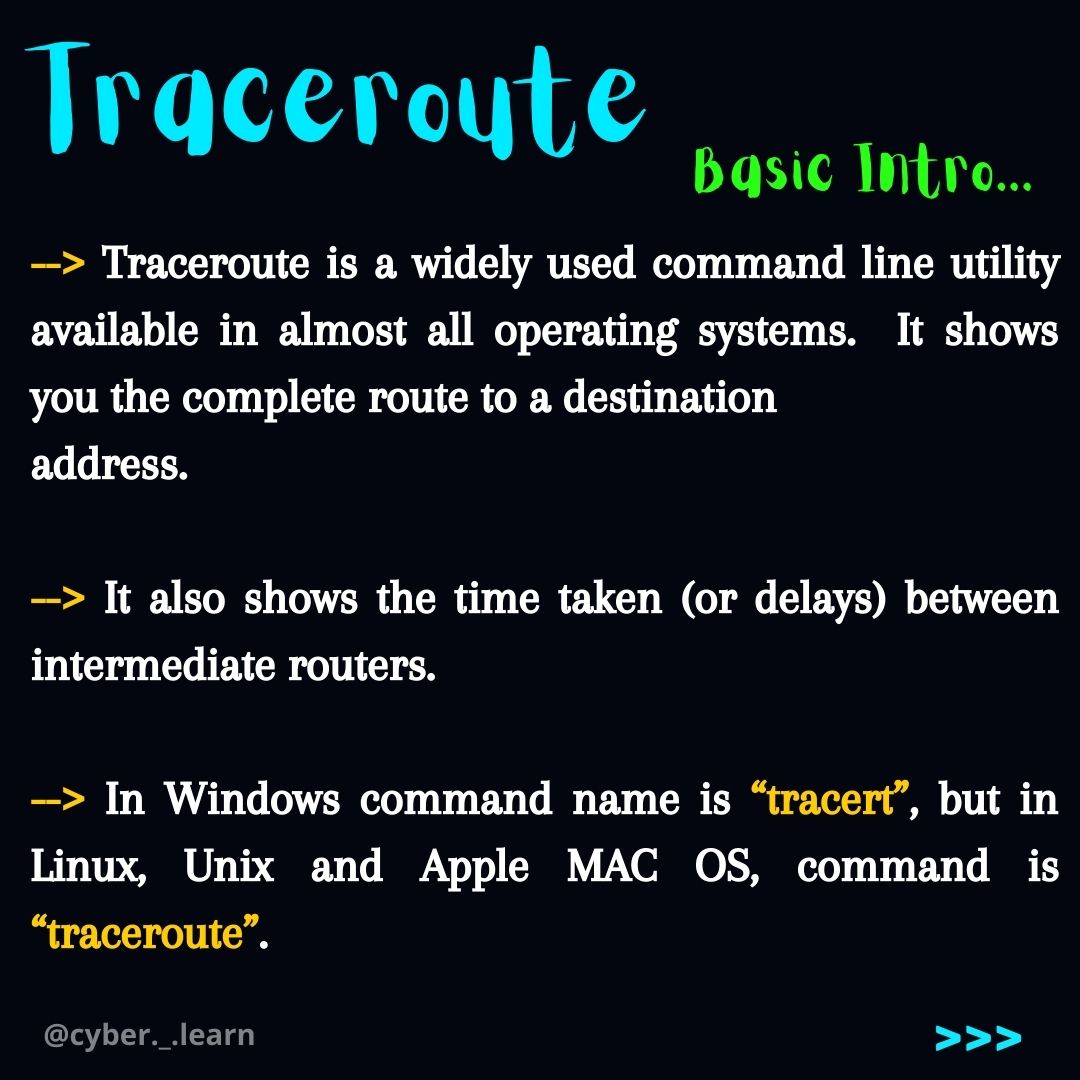 Traceroute
Basic Intro...
--> Traceroute is a widely used command line utility
available in almost all operating systems. It shows
you the complete route to a destination
address.
--> It also shows the time taken (or delays) between
intermediate routers.
--> In Windows command name is “tracert”, but in
Linux, Unix and Apple MAC OS, command is
“traceroute”.
@cyber._.learn
>>>